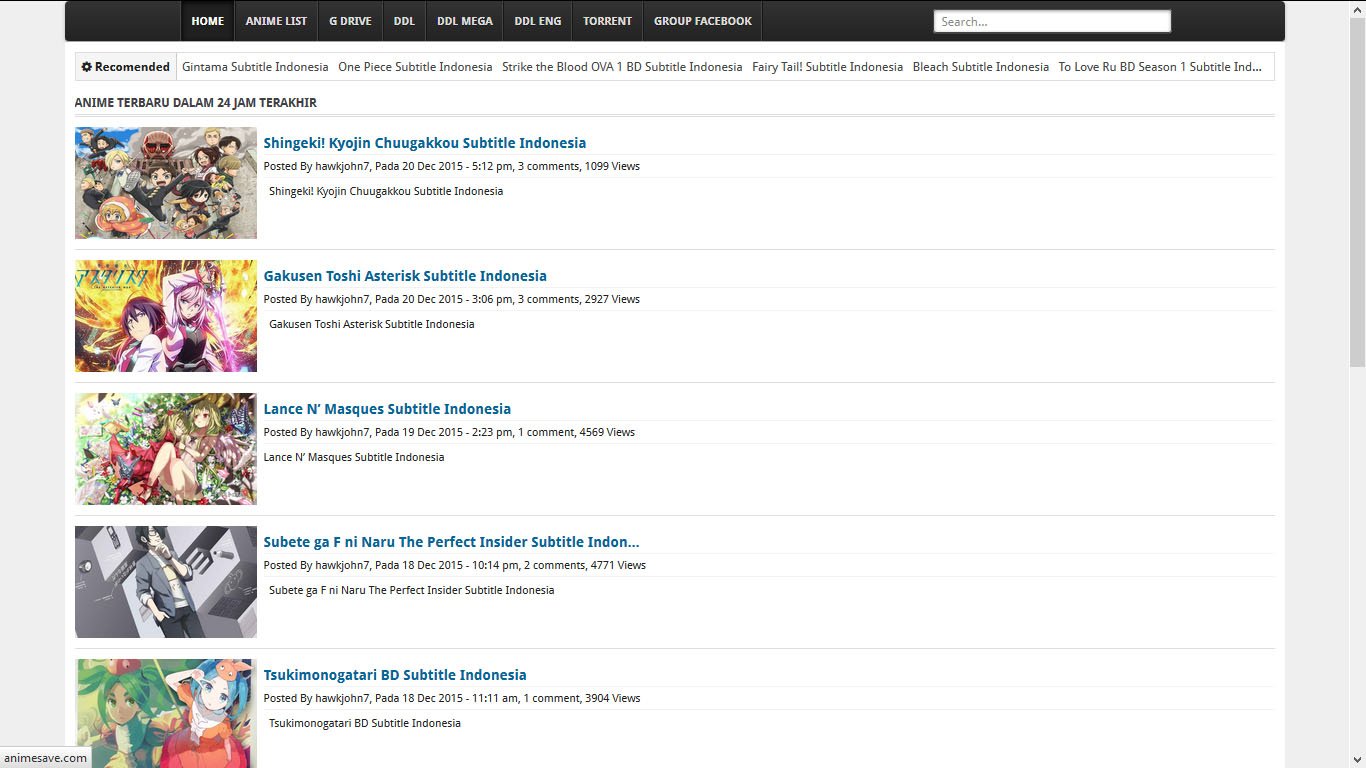 HOME ANIME LIST G DRIVE DDL DDL MEGA DDL ENG TORRENT GROUP FACEBOOK Search...
Recomended Gintama Subtitle Indonesia One Piece Subtitle Indonesia Strike the Blood OVA 1 BD Subtitle Indonesia Fairy Tail! Subtitle Indonesia Bleach Subtitle Indonesia To Love Ru BD Season 1 Subtitle Ind...
ANIME TERBARU DALAM 24 JAM TERAKHIR
Shingeki! Kyojin Chuugakkou Subtitle Indonesia
Posted By hawkjohn7, Pada 20 Dec 2015 - 5:12 pm, 3 comments, 1099 Views
Shingeki! Kyojin Chuugakkou Subtitle Indonesia
アスタリスク
Gakusen Toshi Asterisk Subtitle Indonesia
Posted By hawkjohn7, Pada 20 Dec 2015 - 3:06 pm, 3 comments, 2927 Views
Gakusen Toshi Asterisk Subtitle Indonesia
Lance N’ Masques Subtitle Indonesia
Posted By hawkjohn7, Pada 19 Dec 2015 - 2:23 pm, 1 comment, 4569 Views
Lance N’ Masques Subtitle Indonesia
Subete ga F ni Naru The Perfect Insider Subtitle Indon...
Posted By hawkjohn7, Pada 18 Dec 2015 - 10:14 pm, 2 comments, 4771 Views
Subete ga F ni Naru The Perfect Insider Subtitle Indonesia
Tsukimonogatari BD Subtitle Indonesia
Posted By hawkjohn7, Pada 18 Dec 2015 - 11:11 am, 1 comment, 3904 Views
Tsukimonogatari BD Subtitle Indonesia
animesave.com